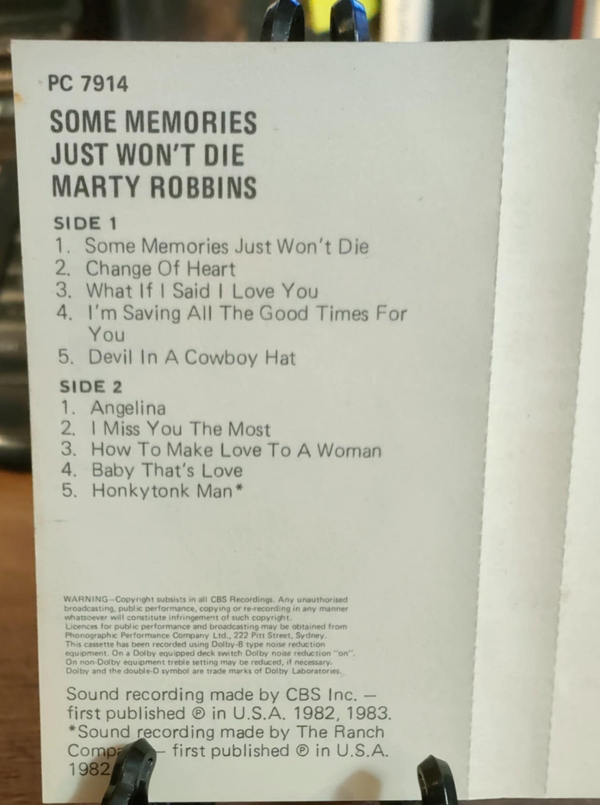 PC 7914
SOME MEMORIES
JUST WON'T DIE
MARTY ROBBINS
SIDE 1
1. Some Memories Just Won't Die
2. Change Of Heart
3. What If I Said I Love You
4. I'm Saving All The Good Times For
You
5. Devil In A Cowboy Hat
SIDE 2
1. Angelina
2. I Miss You The Most
3. How To Make Love To A Woman
4. Baby That's Love
5. Honkytonk Man*
WARNING–Copyright subsists in all CBS Recordings. Any unauthorised
broadcasting, public performance, copying or re-recording in any manner
whatsoever will constitute infringement of such copyright.
Licences for public performance and broadcasting may be obtained from
Phonographic Performance Company Ltd., 222 Pitt Street, Sydney.
This cassette has been recorded using Dolby-B type noise reduction
equipment. On a Dolby equipped deck switch Dolby noise reduction "on".
On non-Dolby equipment treble setting may be reduced, if necessary.
Dolby and the double-D symbol are trade marks of Dolby Laboratories.
Sound recording made by CBS Inc. —
first published ℗ in U.S.A. 1982, 1983.
*Sound recording made by The Ranch
— first published ℗ in U.S.A.
1982